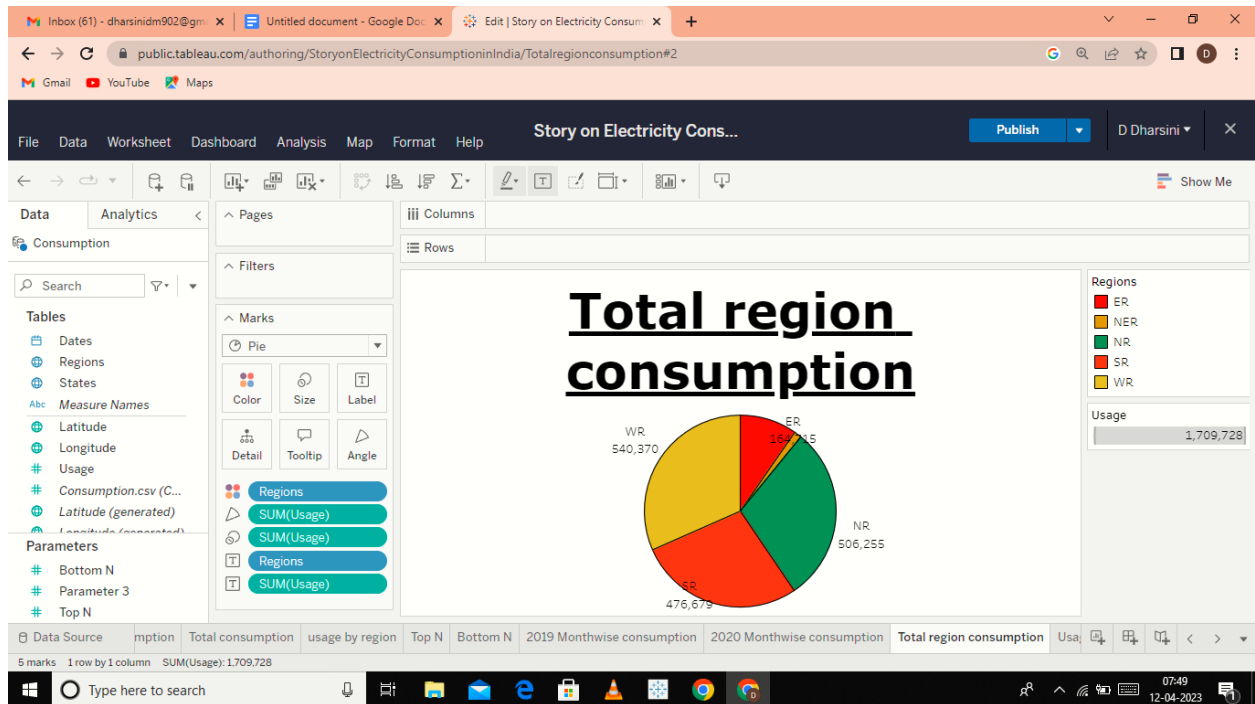 Inbox (61) - dharsinidm902@gm
Untitled document - Google Doc
Edit | Story on Electricity Consum
public.tableau.com/authoring/StoryonElectricityConsumptioninIndia/Totalregionconsumption#2
G
D
Gmail
YouTube
Maps
File Data Worksheet Dashboard Analysis Map Format Help
Story on Electricity Cons...
Publish
D Dharsini
Show Me
Data Analytics
Pages
Columns
Consumption
Rows
Filters
Search
Tables
Dates
Regions
States
Abc Measure Names
Latitude
Longitude
# Usage
# Consumption.csv (C...
Latitude (generated)
Longitude (generated)
Parameters
# Bottom N
# Parameter 3
# Top N
Marks
Pie
Color Size Label
Detail Tooltip Angle
Regions
SUM(Usage)
SUM(Usage)
Regions
SUM(Usage)
Total region
consumption
ER
164,715
WR
540,370
NR
506,255
SR
476,679
Regions
ER
NER
NR
SR
WR
Usage
1,709,728
Data Source mption Total consumption usage by region Top N Bottom N 2019 Monthwise consumption 2020 Monthwise consumption Total region consumption Usa
5 marks 1 row by 1 column SUM(Usage): 1,709,728
Type here to search
07:49
12-04-2023